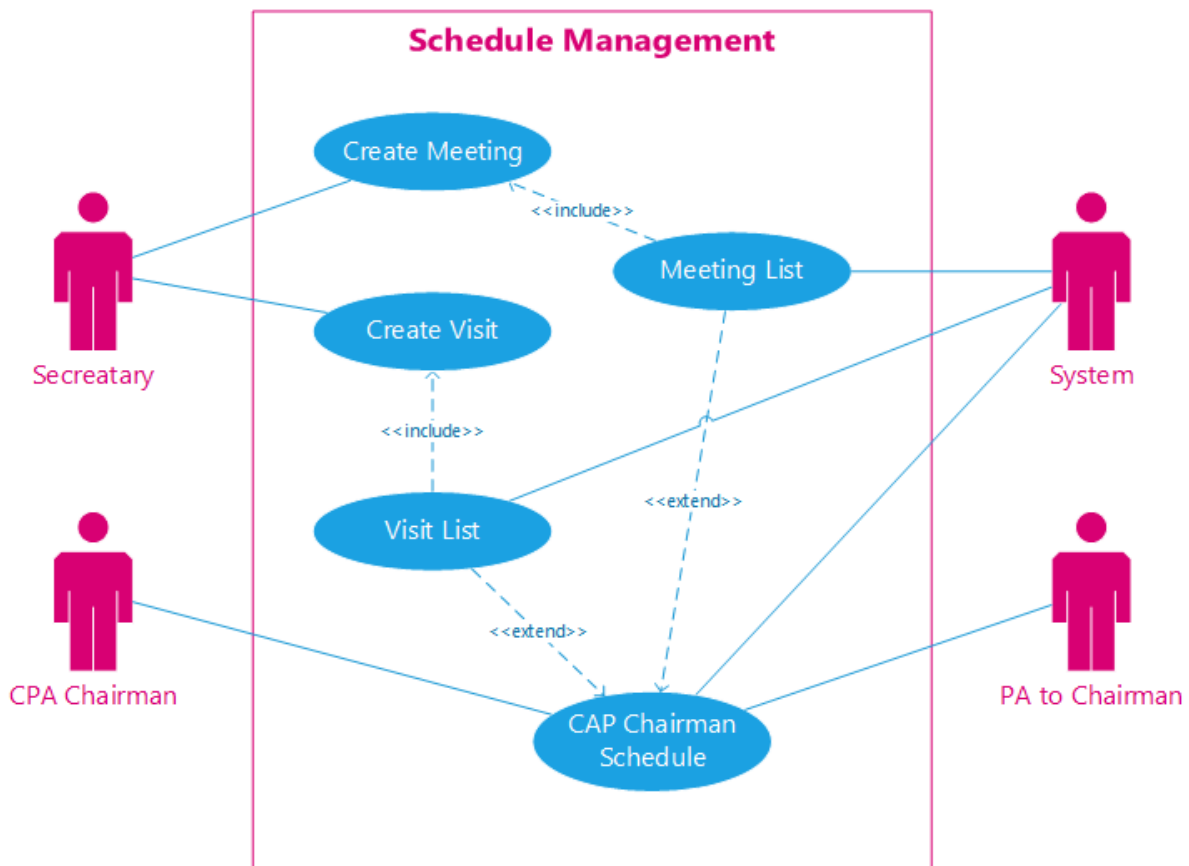 Schedule Management
Create Meeting
<<include>>
Meeting List
Secreatary
Create Visit
System
<<include>>
<<extend>>
Visit List
<<extend>>
CPA Chairman
CAP Chairman
Schedule
PA to Chairman